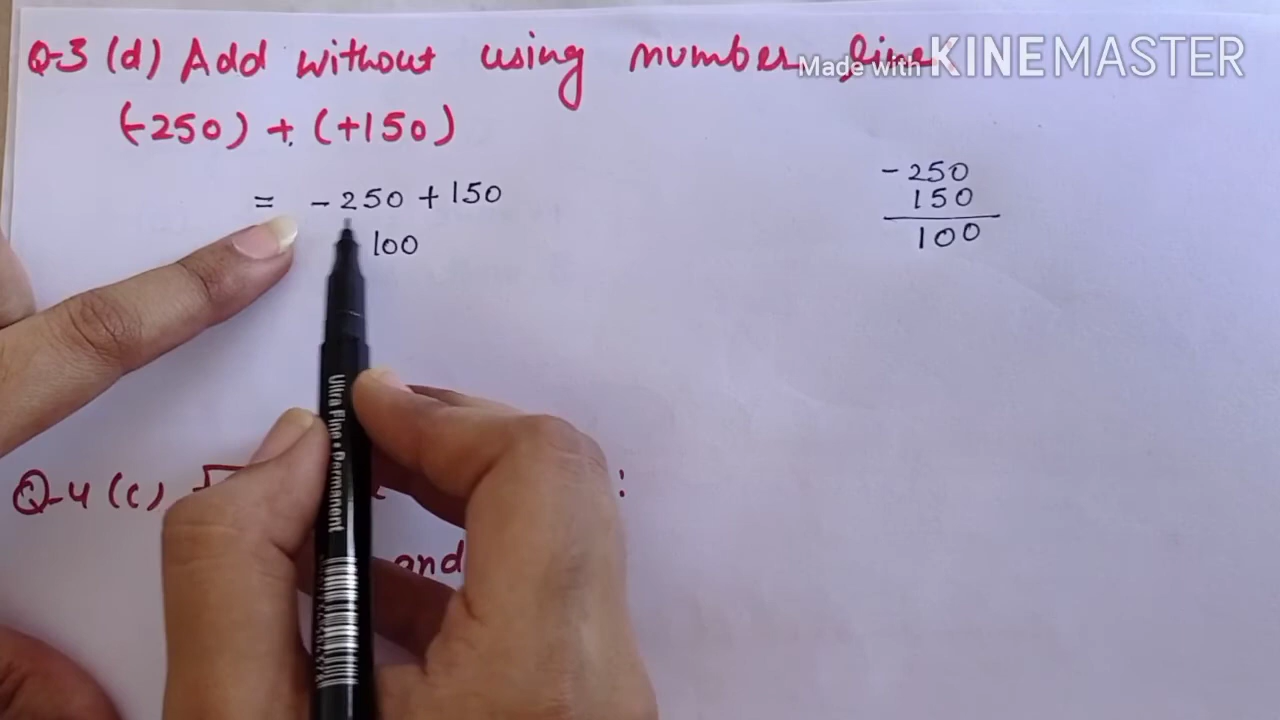 Q-3 (d) Add without using number line
Made with KINEMASTER
(-250) + (+150)
= -250 + 150
100
-250
150
100
Q-4 (c)
:
and
Ultra Fine • Permanent